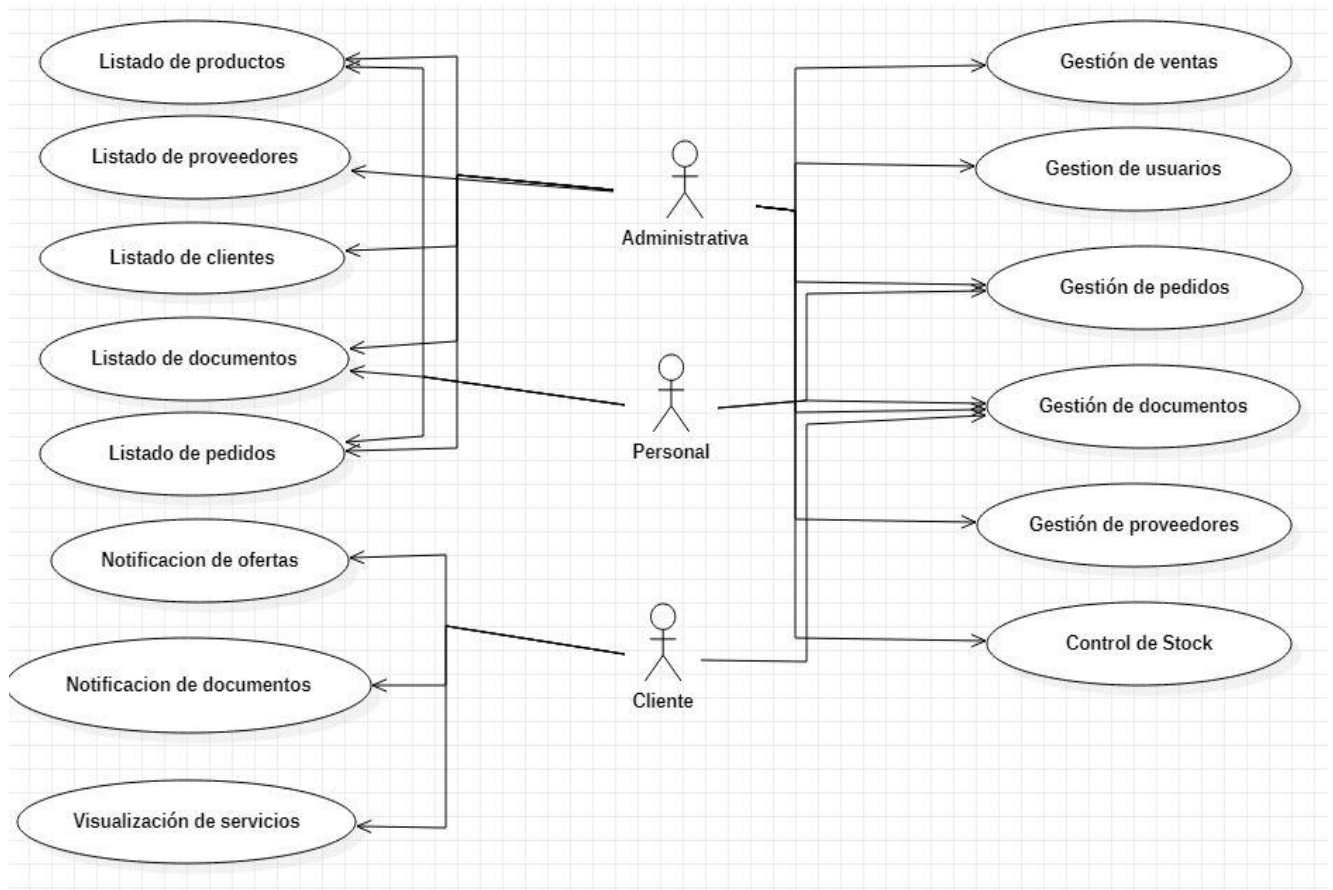 Listado de productos
Listado de proveedores
Listado de clientes
Listado de documentos
Listado de pedidos
Notificacion de ofertas
Notificacion de documentos
Visualización de servicios
Administrativa
Personal
Cliente
Gestión de ventas
Gestion de usuarios
Gestión de pedidos
Gestión de documentos
Gestión de proveedores
Control de Stock